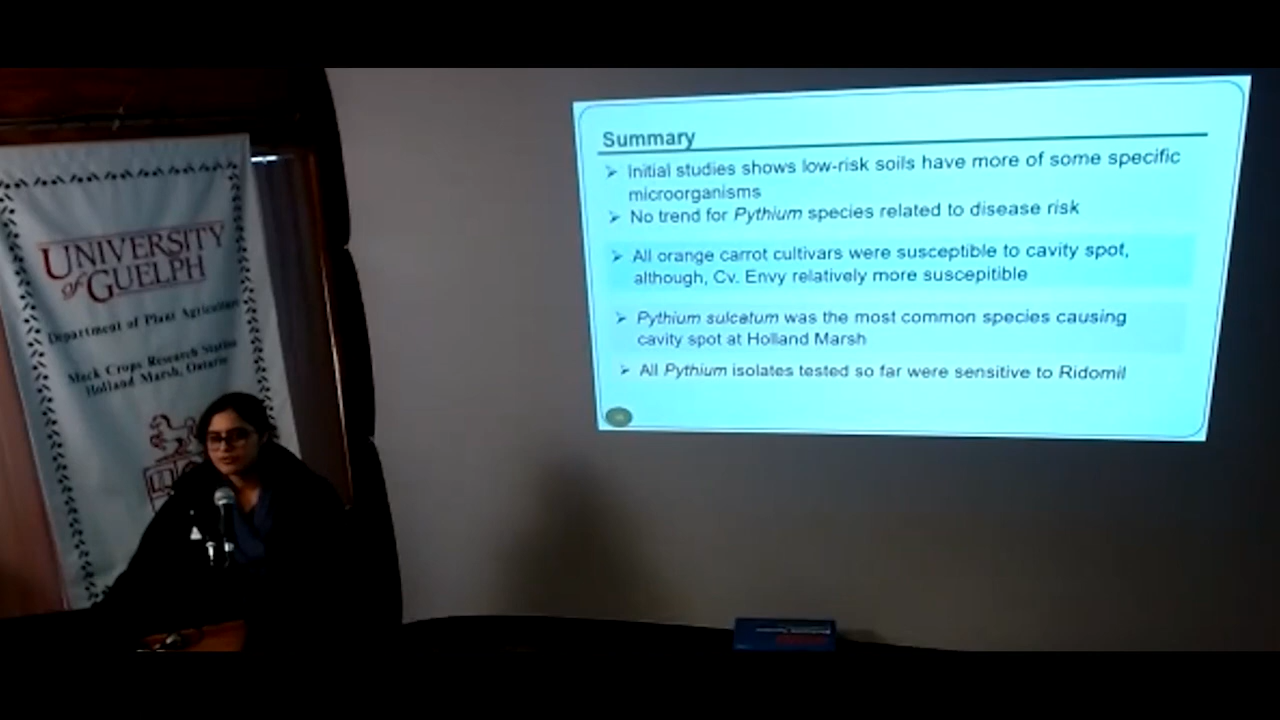 UNIVERSITY
of GUELPH
Department of Plant Agriculture
Muck Crops Research Station
Holland Marsh, Ontario
Summary
➢ Initial studies shows low-risk soils have more of some specific
microorganisms
➢ No trend for Pythium species related to disease risk
➢ All orange carrot cultivars were susceptible to cavity spot,
although, Cv. Envy relatively more suscepitible
➢ Pythium sulcatum was the most common species causing
cavity spot at Holland Marsh
➢ All Pythium isolates tested so far were sensitive to Ridomil